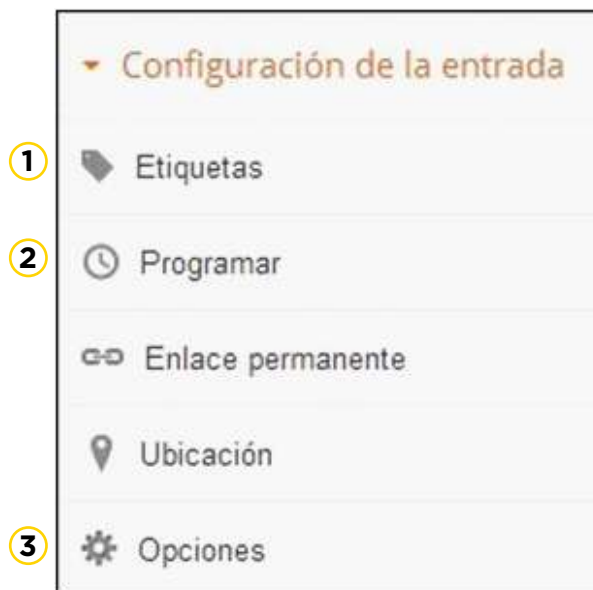 Configuración de la entrada
1 Etiquetas
2 Programar
Enlace permanente
Ubicación
3 Opciones